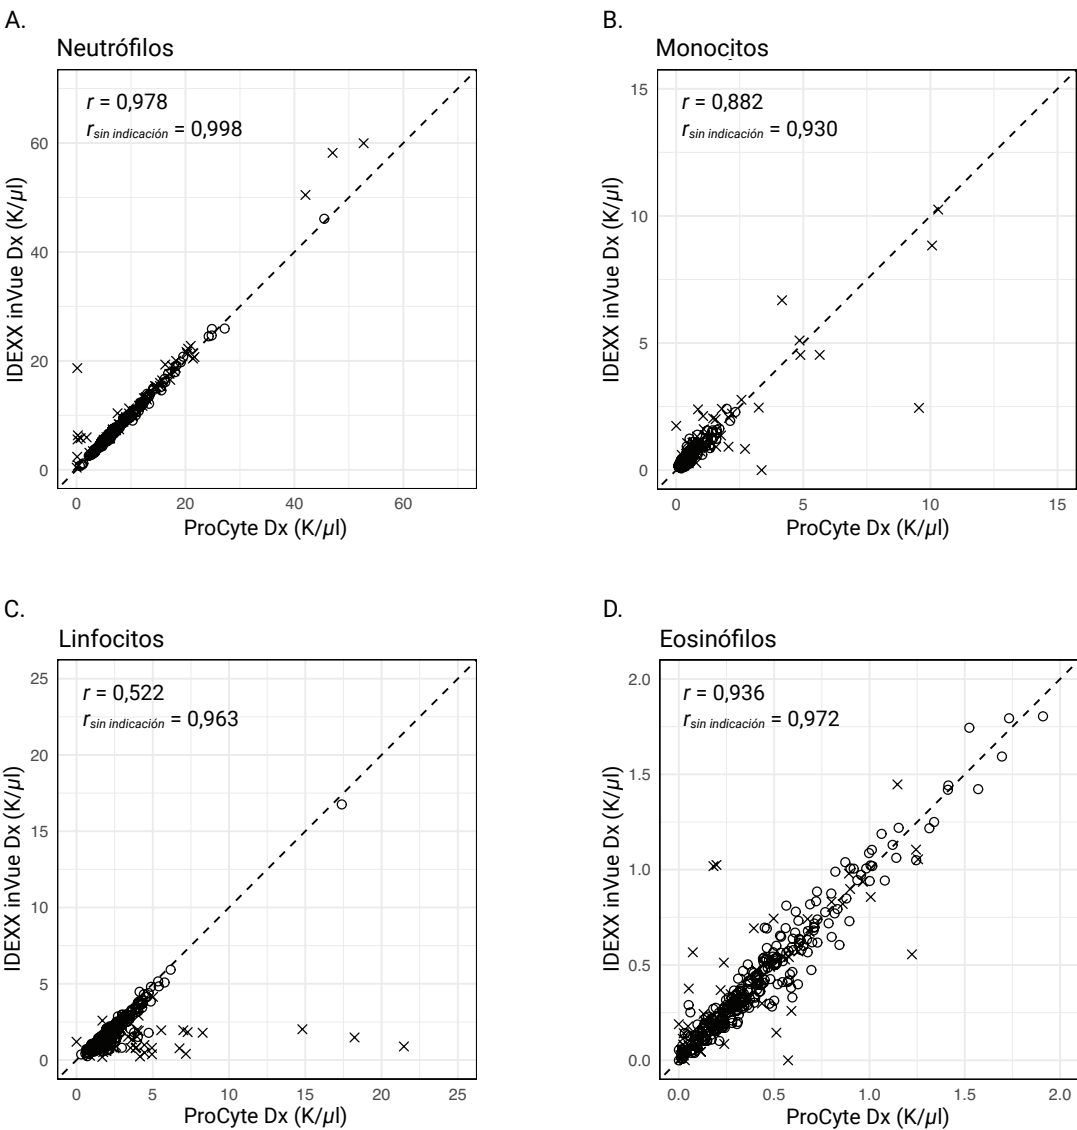 A.
Neutrófilos
r = 0,978
r sin indicación = 0,998
IDEXX inVue Dx (K/µl)
60
40
20
0
0 20 40 60
ProCyte Dx (K/µl)
B.
Monocitos
r = 0,882
r sin indicación = 0,930
IDEXX inVue Dx (K/µl)
15
10
5
0
0 5 10 15
ProCyte Dx (K/µl)
C.
Linfocitos
r = 0,522
r sin indicación = 0,963
IDEXX inVue Dx (K/µl)
25
20
15
10
5
0
0 5 10 15 20 25
ProCyte Dx (K/µl)
D.
Eosinófilos
r = 0,936
r sin indicación = 0,972
IDEXX inVue Dx (K/µl)
2.0
1.5
1.0
0.5
0.0
0.0 0.5 1.0 1.5 2.0
ProCyte Dx (K/µl)